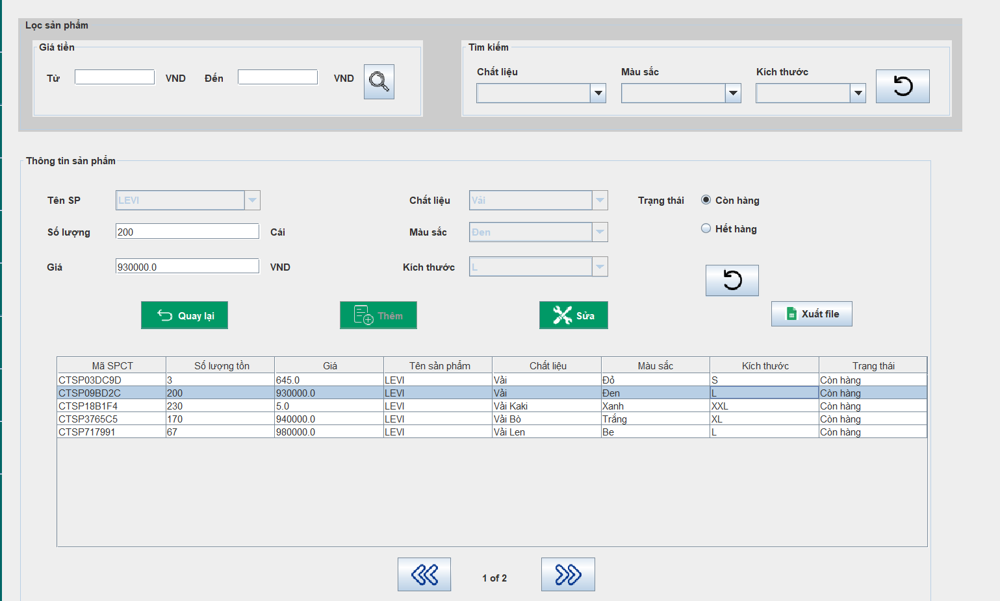 Lọc sản phẩm
Giá tiền
Từ VND Đến VND
Tìm kiếm
Chất liệu Màu sắc Kích thước
Thông tin sản phẩm
Tên SP LEVI Chất liệu Vải Trạng thái Còn hàng
Số lượng 200 Cái Màu sắc Đen Hết hàng
Giá 930000.0 VND Kích thước L
Quay lại Thêm Sửa Xuất file
Mã SPCT Số lượng tồn Giá Tên sản phẩm Chất liệu Màu sắc Kích thước Trạng thái
CTSP03DC9D 3 645.0 LEVI Vải Đỏ S Còn hàng
CTSP09BD2C 200 930000.0 LEVI Vải Đen L Còn hàng
CTSP18B1F4 230 5.0 LEVI Vải Kaki Xanh XXL Còn hàng
CTSP3765C5 170 940000.0 LEVI Vải Bò Trắng XL Còn hàng
CTSP717991 67 980000.0 LEVI Vải Len Be L Còn hàng
1 of 2